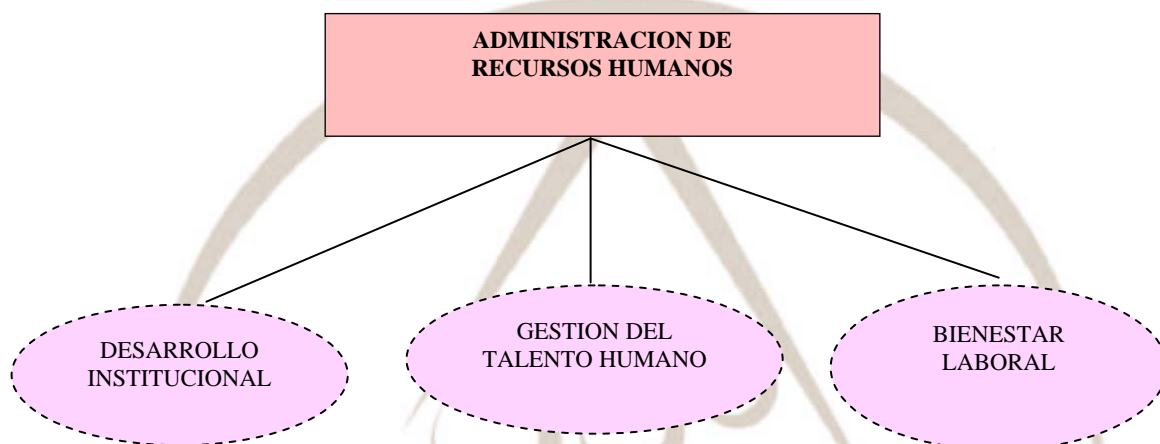 ADMINISTRACION DE
RECURSOS HUMANOS
DESARROLLO
INSTITUCIONAL
GESTION DEL
TALENTO HUMANO
BIENESTAR
LABORAL